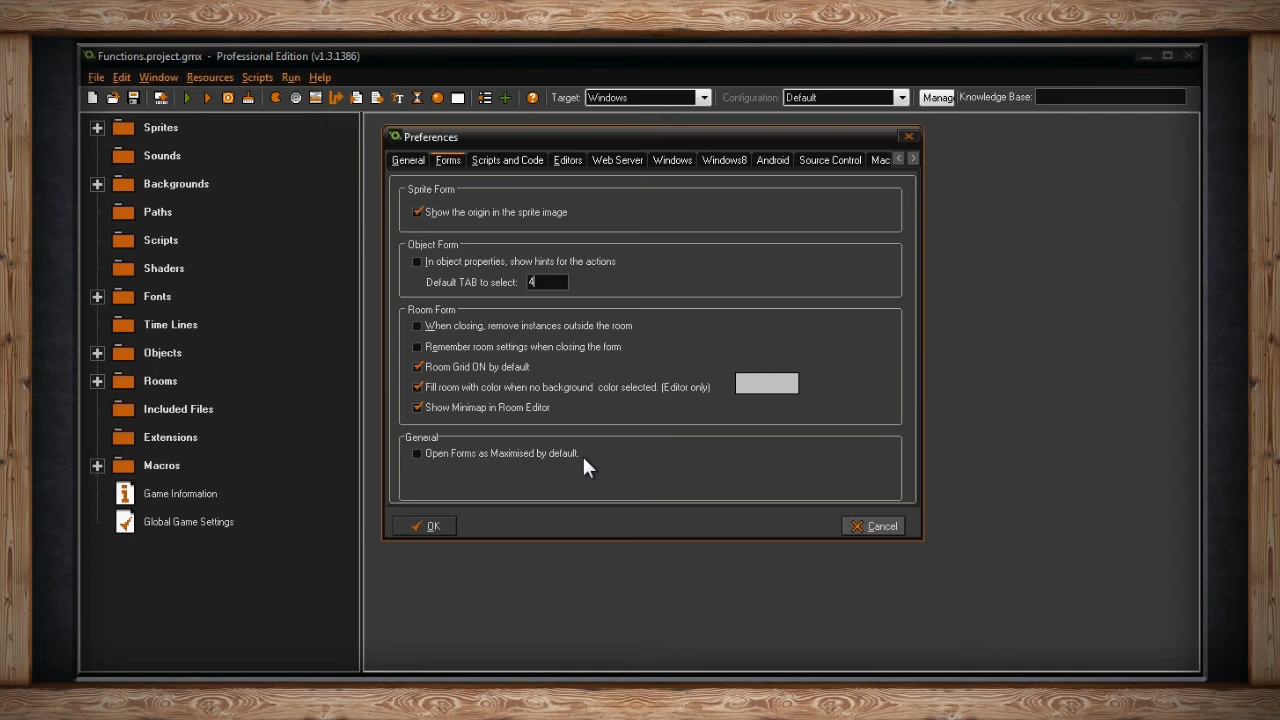 Functions.project.gmx - Professional Edition (v1.3.1386)
File Edit Window Resources Scripts Run Help
Target: Windows Configuration: Default Manag Knowledge Base:
Sprites
Sounds
Backgrounds
Paths
Scripts
Shaders
Fonts
Time Lines
Objects
Rooms
Included Files
Extensions
Macros
Game Information
Global Game Settings
Preferences
General Forms Scripts and Code Editors Web Server Windows Windows8 Android Source Control Mac
Sprite Form
Show the origin in the sprite image
Object Form
In object properties, show hints for the actions
Default TAB to select: 4
Room Form
When closing, remove instances outside the room
Remember room settings when closing the form
Room Grid ON by default
Fill room with color when no background color selected. (Editor only)
Show Minimap in Room Editor
General
Open Forms as Maximised by default.
OK Cancel